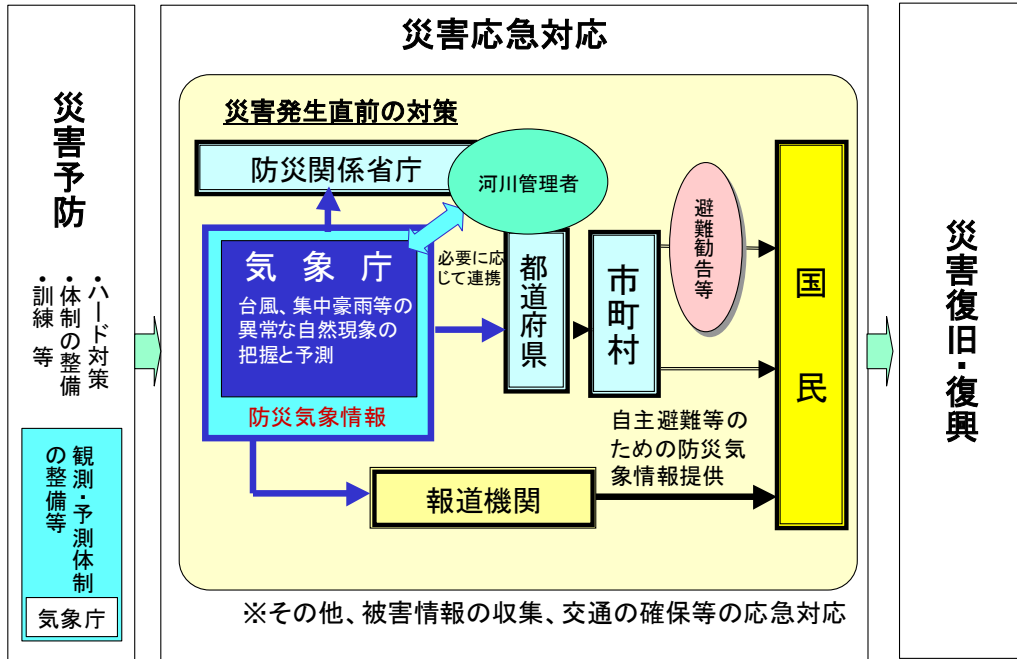 災害予防
・ハード対策
・体制の整備
・訓練 等
観測・予測体制
の整備等
気象庁
災害応急対応
災害発生直前の対策
防災関係省庁
河川管理者
気象庁
台風、集中豪雨等の
異常な自然現象の
把握と予測
防災気象情報
必要に応
じて連携
都道府県
市町村
避難勧告等
国民
自主避難等の
ための防災気
象情報提供
報道機関
※その他、被害情報の収集、交通の確保等の応急対応
災害復旧・復興